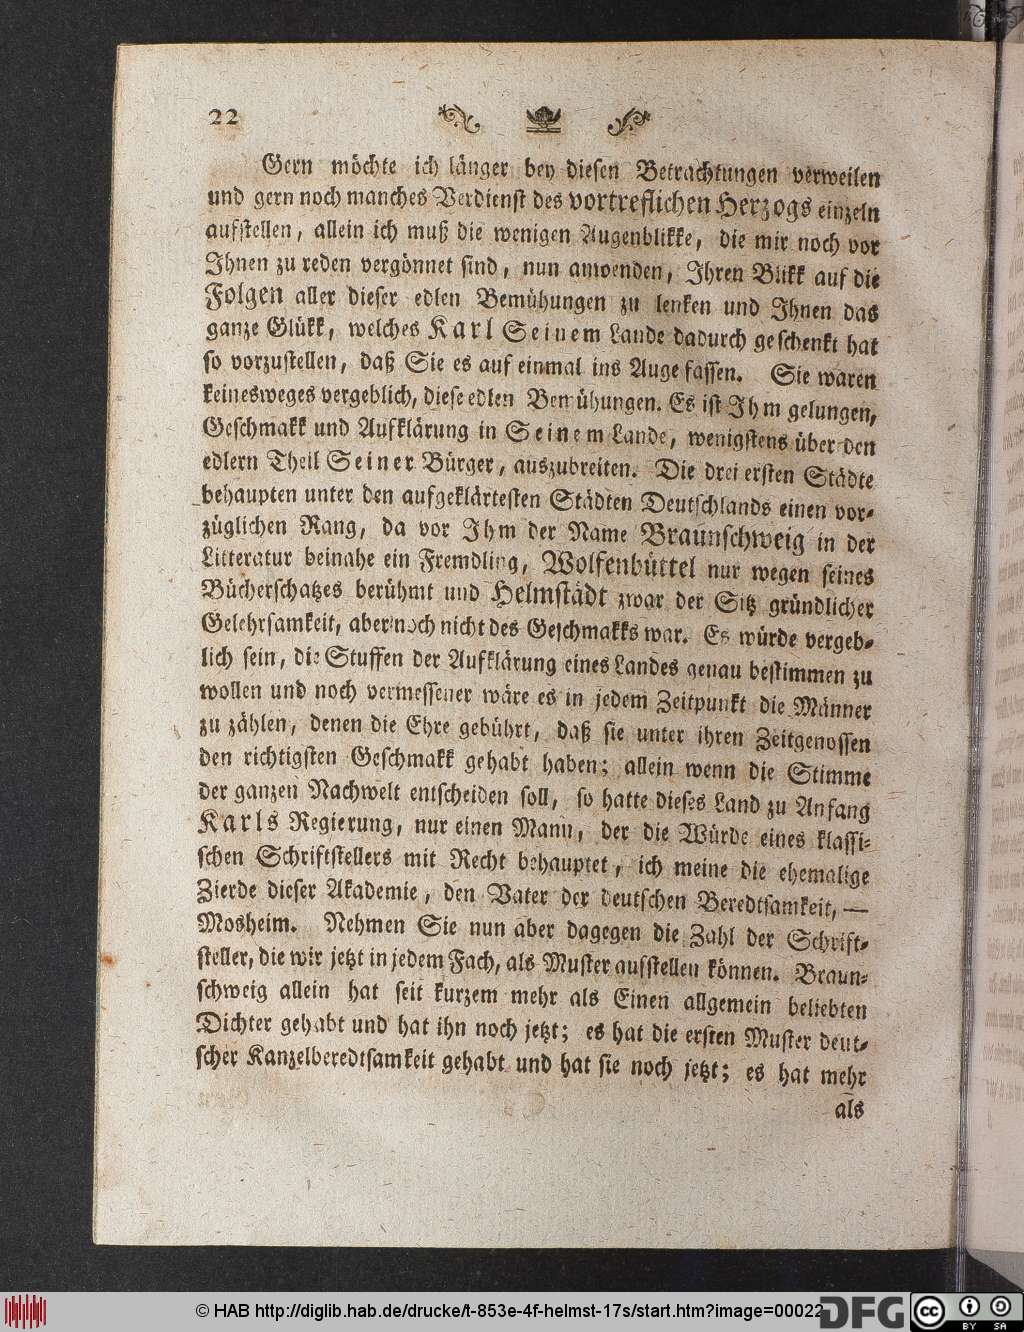 22
Gern möchte ich länger bey diesen Betrachtungen verweilen
und gern noch manches Verdienst des vortreflichen Herzogs einzeln
aufstellen, allein ich muß die wenigen Augenblikke, die mir noch vor
Ihnen zu reden vergönnet sind, nun anwenden, Ihren Blikk auf die
Folgen aller dieser edlen Bemühungen zu lenken und Ihnen das
ganze Glükk, welches Karl Seinem Lande dadurch geschenkt hat
so vorzustellen, daß Sie es auf einmal ins Auge fassen. Sie waren
keinesweges vergeblich, diese edlen Bemühungen. Es ist Ihm gelungen,
Geschmakk und Aufklärung in Seinem Lande, wenigstens über den
edlern Theil Seiner Bürger, auszubreiten. Die drei ersten Städte
behaupten unter den aufgeklärtesten Städten Deutschlands einen vor-
züglichen Rang, da vor Ihm der Name Braunschweig in der
Litteratur beinahe ein Fremdling, Wolfenbüttel nur wegen seines
Bücherschatzes berühmt und Helmstädt zwar der Sitz gründlicher
Gelehrsamkeit, aber noch nicht des Geschmakks war. Es würde vergeb-
lich sein, die Stuffen der Aufklärung eines Landes genau bestimmen zu
wollen und noch vermessener wäre es in jedem Zeitpunkt die Männer
zu zählen, denen die Ehre gebührt, daß sie unter ihren Zeitgenossen
den richtigsten Geschmakk gehabt haben; allein wenn die Stimme
der ganzen Nachwelt entscheiden soll, so hatte dieses Land zu Anfang
Karls Regierung, nur einen Mann, der die Würde eines klassi-
schen Schriftstellers mit Recht behauptet, ich meine die ehemalige
Zierde dieser Akademie, den Vater der deutschen Beredtsamkeit, —
Mosheim. Nehmen Sie nun aber dagegen die Zahl der Schrift-
steller, die wir jetzt in jedem Fach, als Muster aufstellen können. Braun-
schweig allein hat seit kurzem mehr als Einen allgemein beliebten
Dichter gehabt und hat ihn noch jetzt; es hat die ersten Muster deut-
scher Kanzelberedtsamkeit gehabt und hat sie noch jetzt; es hat mehr
als
© HAB http://diglib.hab.de/drucke/t-853e-4f-helmst-17s/start.htm?image=00022
DFG
cc BY SA